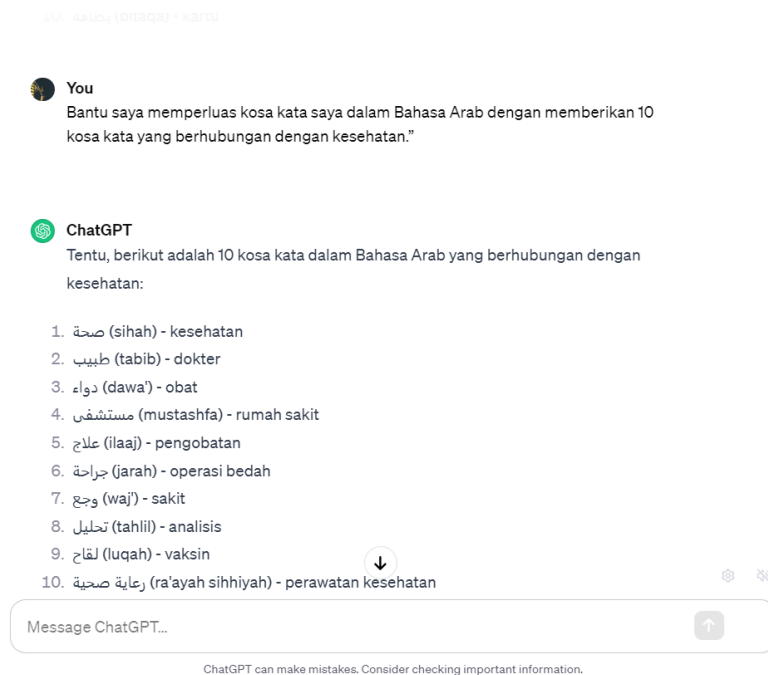 بطاقة (bitaqa) - kartu
You
Bantu saya memperluas kosa kata saya dalam Bahasa Arab dengan memberikan 10
kosa kata yang berhubungan dengan kesehatan.”
ChatGPT
Tentu, berikut adalah 10 kosa kata dalam Bahasa Arab yang berhubungan dengan
kesehatan:
1. صحة (sihah) - kesehatan
2. طبيب (tabib) - dokter
3. دواء (dawa') - obat
4. مستشفى (mustashfa) - rumah sakit
5. علاج (ilaaj) - pengobatan
6. جراحة (jarah) - operasi bedah
7. وجع (waj') - sakit
8. تحليل (tahlil) - analisis
9. لقاح (luqah) - vaksin
10. رعاية صحية (ra'ayah sihhiyah) - perawatan kesehatan
Message ChatGPT...
ChatGPT can make mistakes. Consider checking important information.